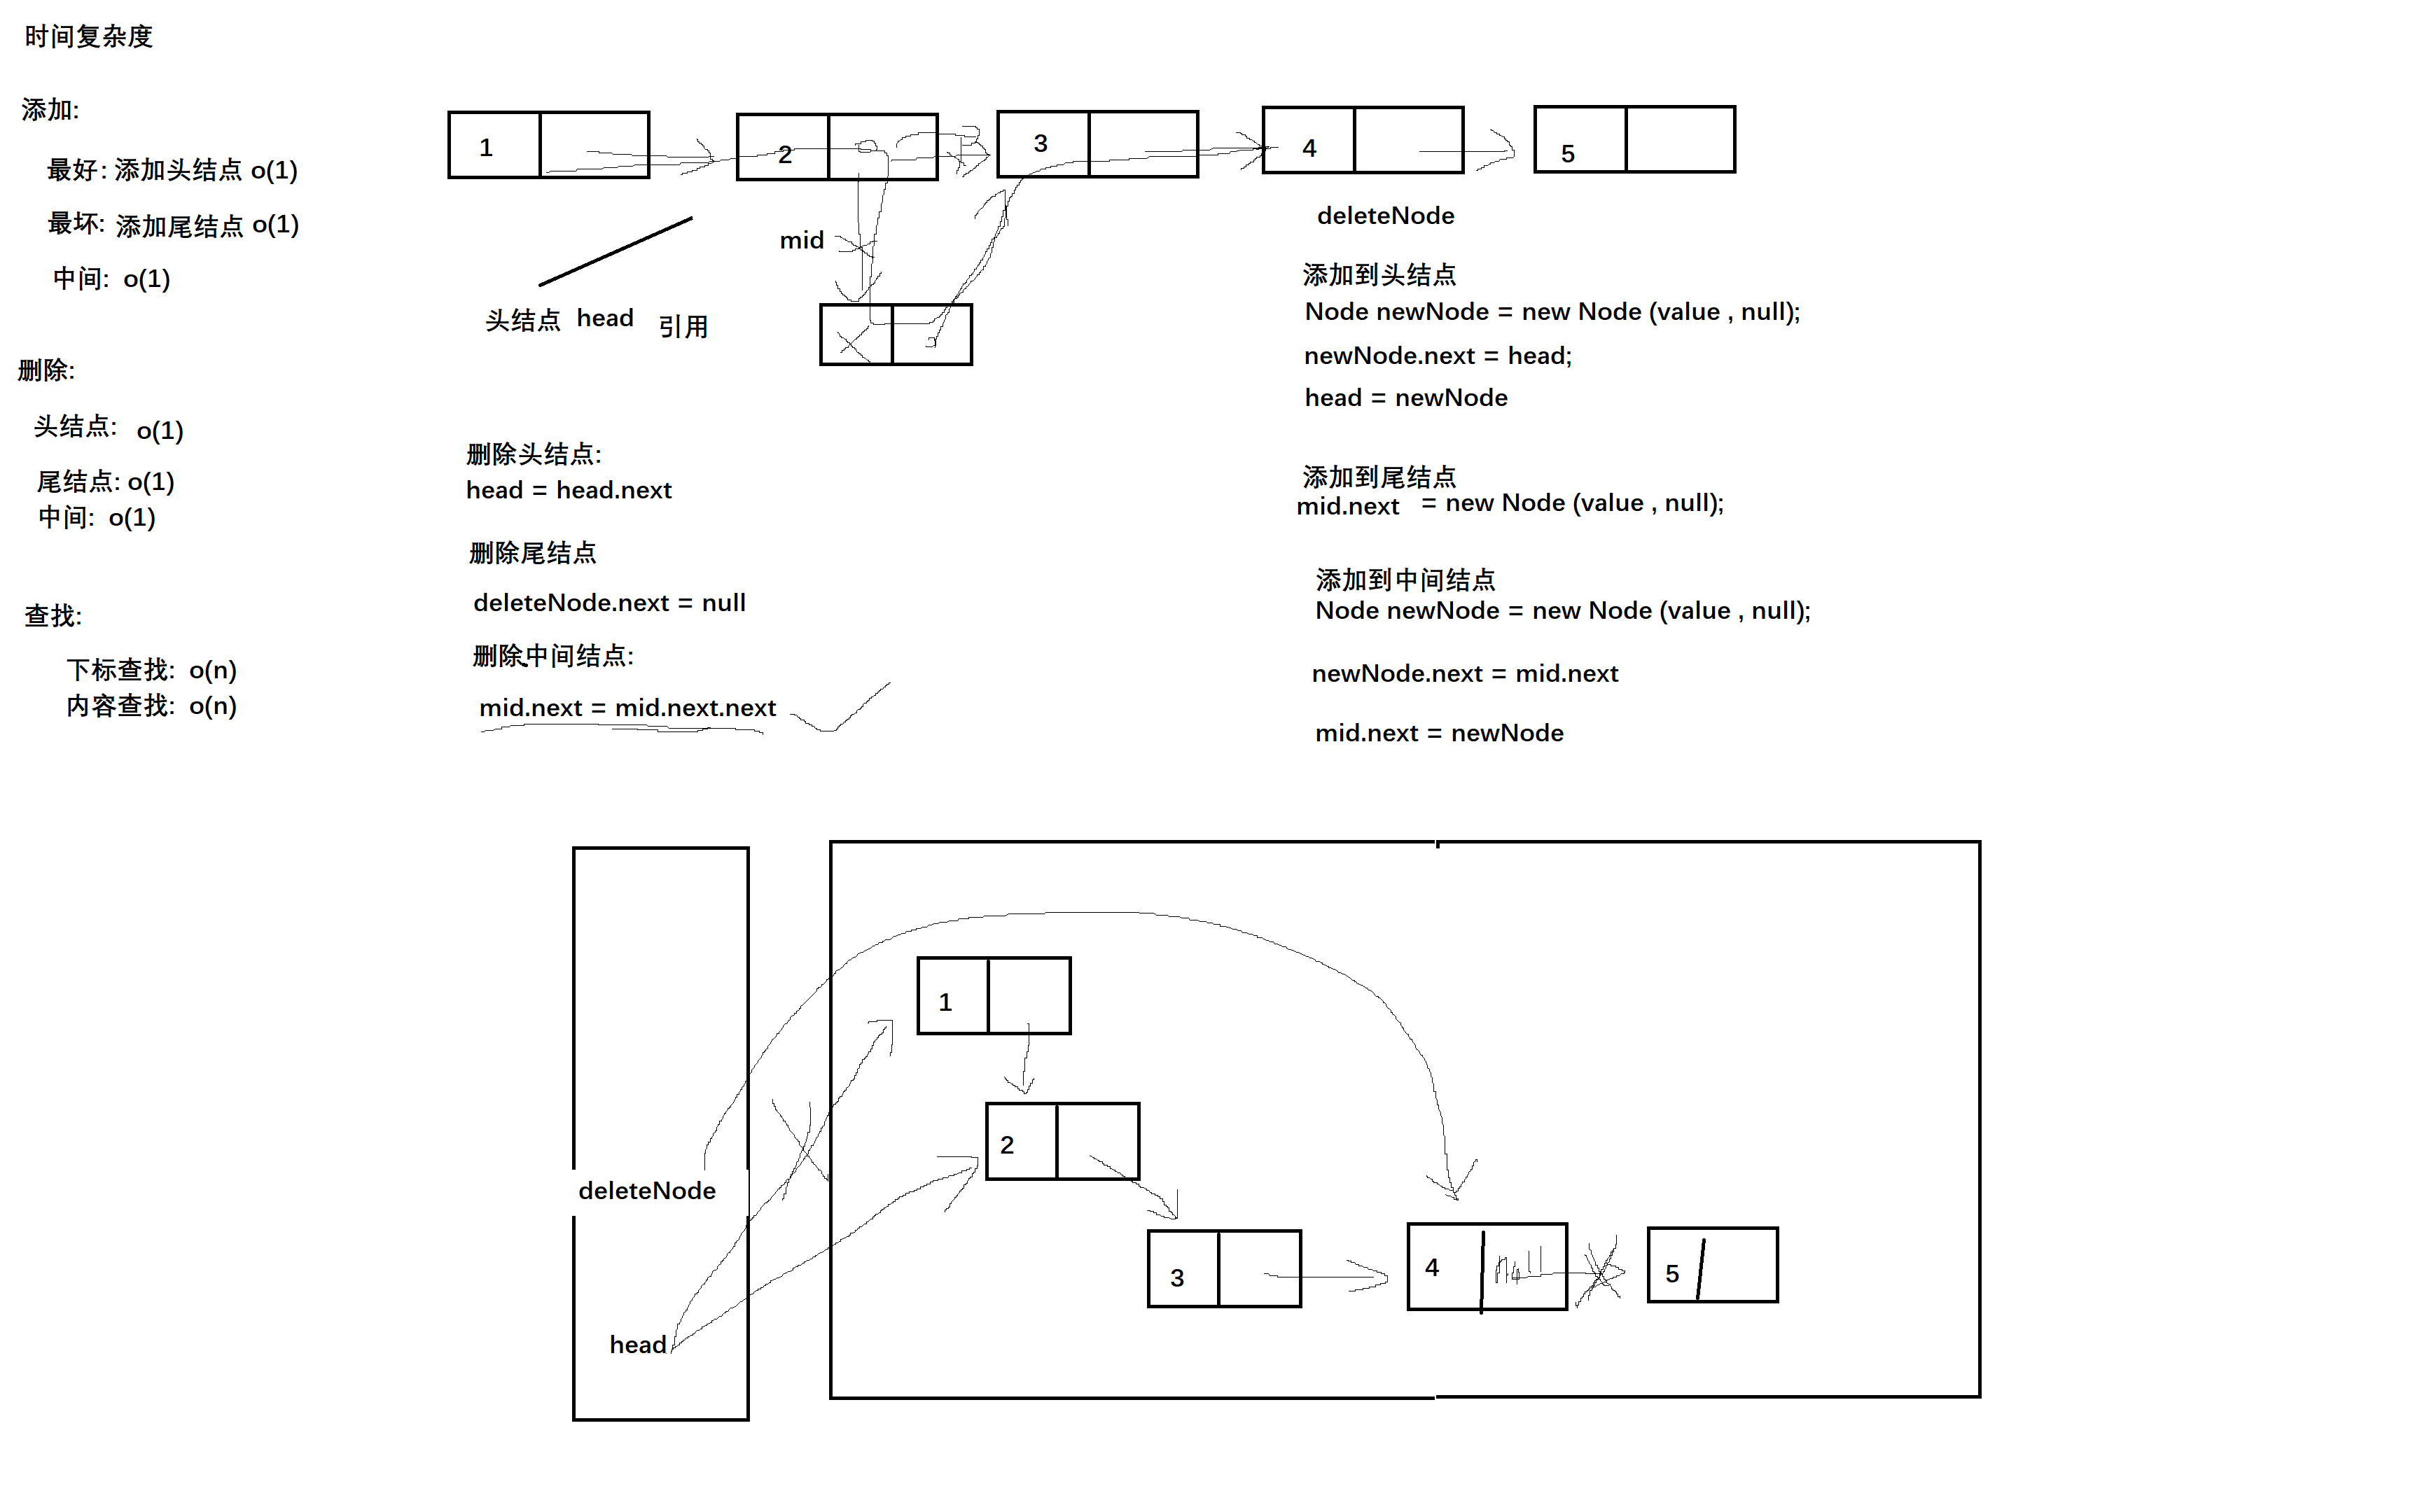 时间复杂度
添加:
最好: 添加头结点 o(1)
最坏: 添加尾结点 o(1)
中间: o(1)
删除:
头结点: o(1)
尾结点: o(1)
中间: o(1)
查找:
下标查找: o(n)
内容查找: o(n)
1
2
3
4
5
mid
deleteNode
头结点 head 引用
删除头结点:
head = head.next
删除尾结点
deleteNode.next = null
删除中间结点:
mid.next = mid.next.next
添加到头结点
Node newNode = new Node (value , null);
newNode.next = head;
head = newNode
添加到尾结点
mid.next = new Node (value , null);
添加到中间结点
Node newNode = new Node (value , null);
newNode.next = mid.next
mid.next = newNode
deleteNode
head
1
2
3
4 null
5